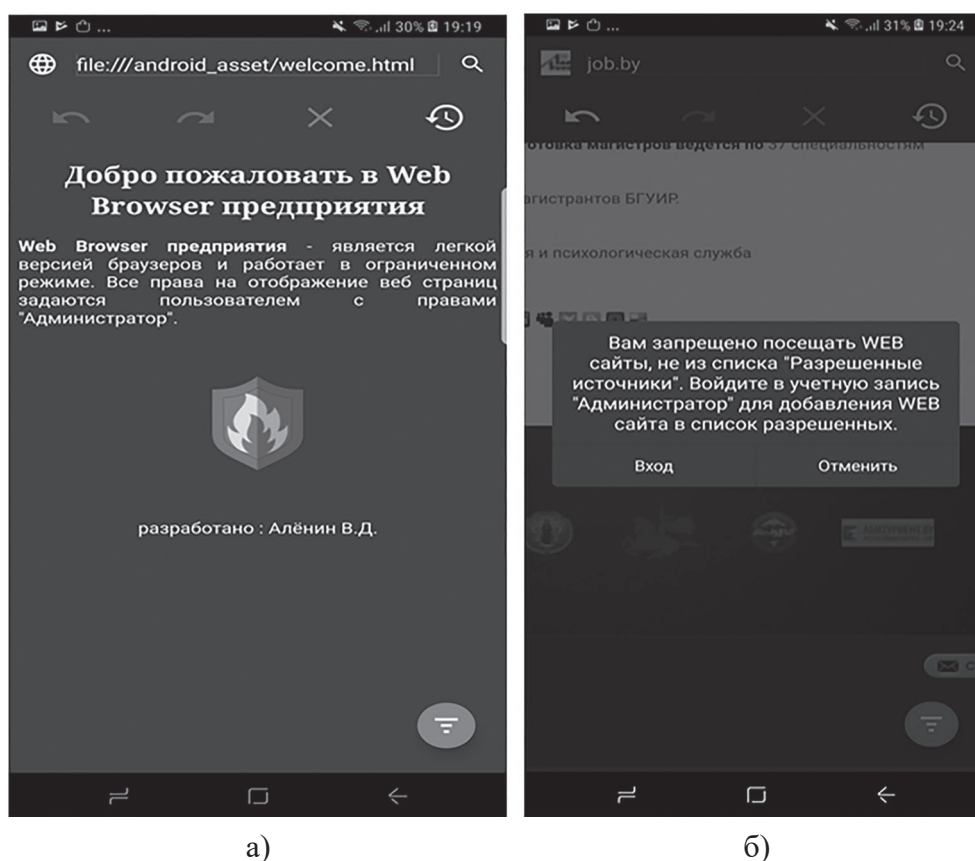 ... 30% 19:19
file:///android_asset/welcome.html
Добро пожаловать в Web
Browser предприятия
Web Browser предприятия - является легкой
версией браузеров и работает в ограниченном
режиме. Все права на отображение веб страниц
задаются пользователем с правами
"Администратор".
разработано : Алёнин В.Д.
а)
... 31% 19:24
job.by
готовка магистров ведется по 37 специальностям
агистрантов БГУИР.
я и психологическая служба
Вам запрещено посещать WEB
сайты, не из списка "Разрешенные
источники". Войдите в учетную запись
"Администратор" для добавления WEB
сайта в список разрешенных.
Вход Отменить
С
б)